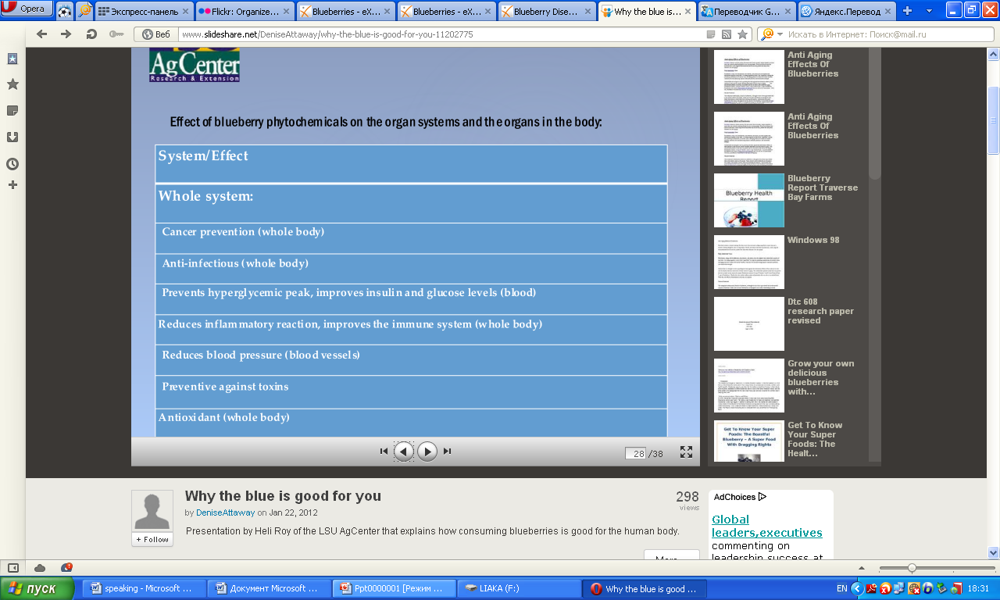 Опера
Экспресс-панель
Flickr: Organiza...
Blueberries - eX...
Blueberries - eX...
Blueberry Disea...
Why the blue is...
Переводчик G...
Яндекс.Перевод
Веб
www.slideshare.net/DeniseAttaway/why-the-blue-is-good-for-you-11202775
Искать в Интернет: Поиск@mail.ru
AgCenter
Research & Extension
Effect of blueberry phytochemicals on the organ systems and the organ in the body:
System effect
Whole system:
Cancer prevention (whole body)
(whole body)
Prevents hyperglycemic peak, improves insulin and glucose levels (blood)
Reduces inflammatory reaction, improves the immune system (whole body)
Reduces blood pressure (blood vessels)
Preventive against toxins
Antioxidant (whole body)
28 /33
Anti Aging
Blueberries
Anti Aging
Effects Of
Blueberries
Blueberry Health
Report
Blueberry
Report Traverse
Bay Farms
Windows 98
Dtc 608
research paper
revised
Grow your own
delicious
blueberries
with...
Get To Know Your Super
Foods: The Boastful
Blueberry – A Super Food
With Bragging Rights
Get To Know
Your Super
Foods: The
Healt...
Why the blue is good for you
by DeniseAttaway on Jan 22, 2012
Presentation by Heli Roy of the LSU AgCenter that explains how consuming blueberries is good for the human body.
298
views
+ Follow
More
AdChoices
Global
leaders,executives
commenting on
leadership success at
пуск
speaking - Microsoft ...
Документ Microsoft ...
Ppt0000001 [Режим ...
LIAKA (F:)
Why the blue is good ...
EN
18:31